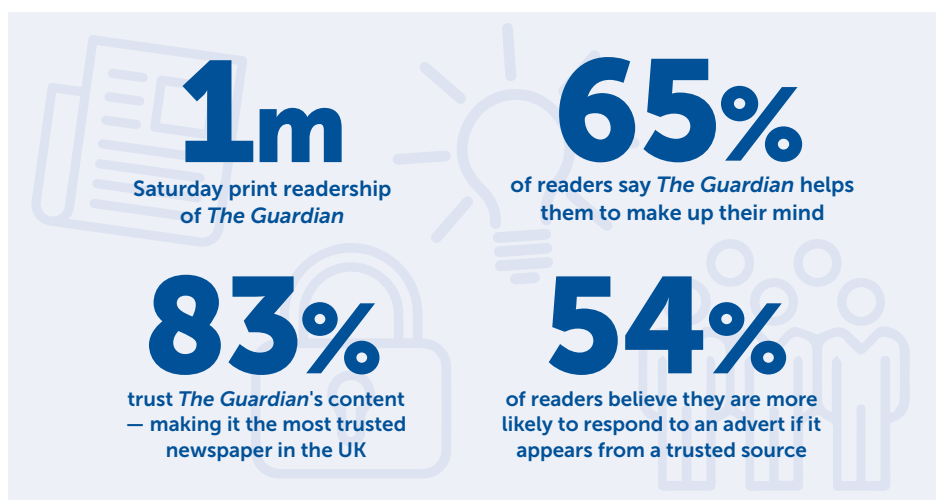 1m
Saturday print readership
of The Guardian
65%
of readers say The Guardian helps
them to make up their mind
83%
trust The Guardian's content
— making it the most trusted
newspaper in the UK
54%
of readers believe they are more
likely to respond to an advert if it
appears from a trusted source